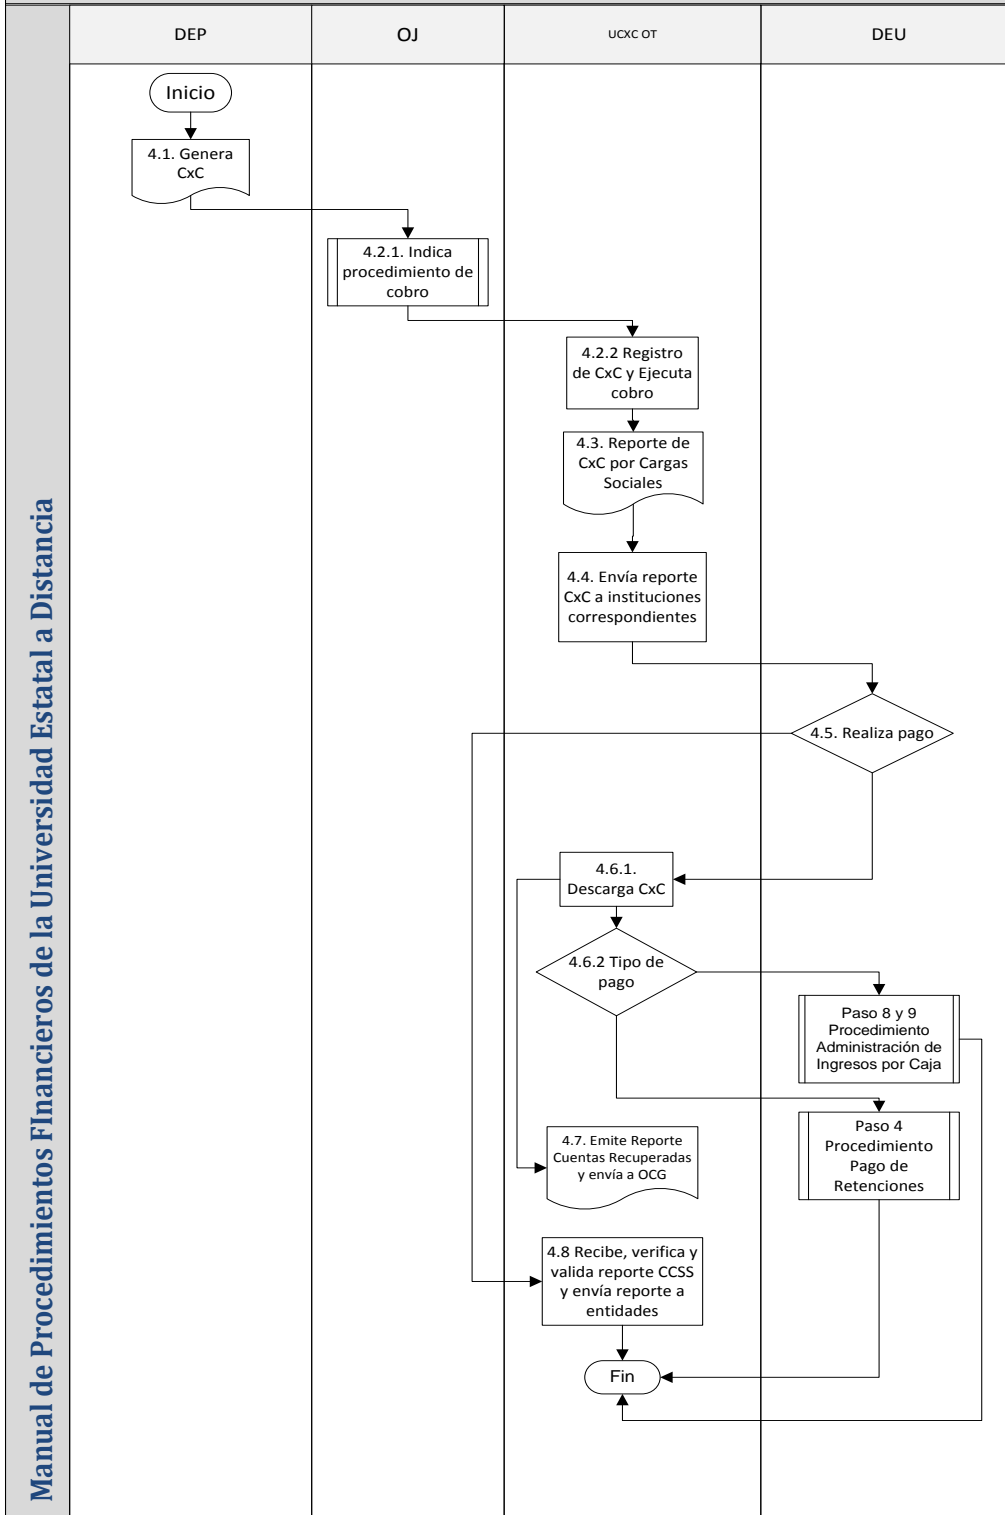 Manual de Procedimientos FInancieros de la Universidad Estatal a Distancia
DEP
OJ
UCXC OT
DEU
Inicio
4.1. Genera
CxC
4.2.1. Indica
procedimiento de
cobro
4.2.2 Registro
de CxC y Ejecuta
cobro
4.3. Reporte de
CxC por Cargas
Sociales
4.4. Envía reporte
CxC a instituciones
correspondientes
4.5. Realiza pago
4.6.1.
Descarga CxC
4.6.2 Tipo de
pago
Paso 8 y 9
Procedimiento
Administración de
Ingresos por Caja
Paso 4
Procedimiento
Pago de
Retenciones
4.7. Emite Reporte
Cuentas Recuperadas
y envía a OCG
4.8 Recibe, verifica y
valida reporte CCSS
y envía reporte a
entidades
Fin